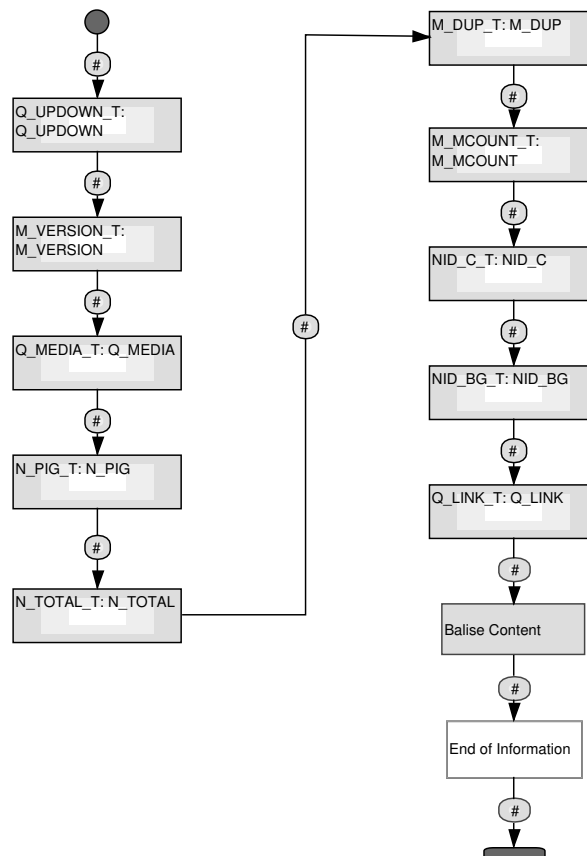 #
Q_UPDOWN_T:
Q_UPDOWN
#
M_VERSION_T:
M_VERSION
#
Q_MEDIA_T: Q_MEDIA
#
N_PIG_T: N_PIG
#
N_TOTAL_T: N_TOTAL
#
M_DUP_T: M_DUP
#
M_MCOUNT_T:
M_MCOUNT
#
NID_C_T: NID_C
#
NID_BG_T: NID_BG
#
Q_LINK_T: Q_LINK
#
Balise Content
#
End of Information
#